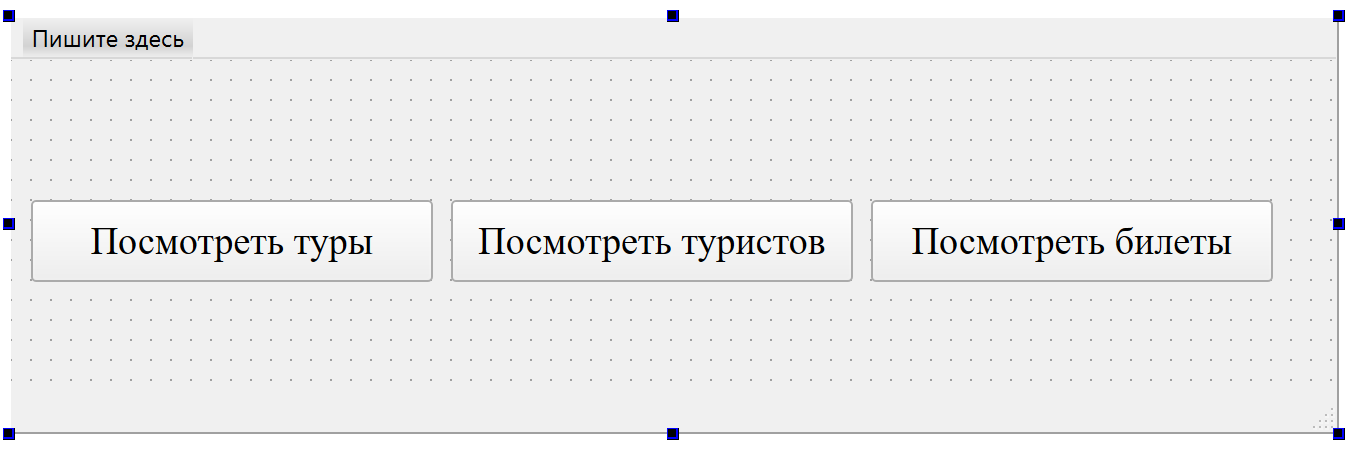 Пишите здесь
Посмотреть туры
Посмотреть туристов
Посмотреть билеты